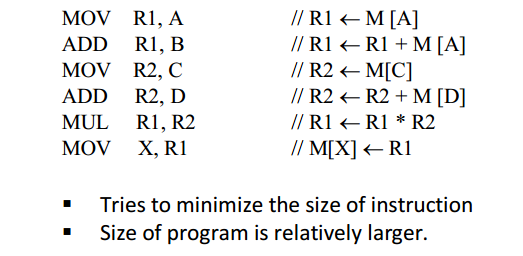 MOV R1, A // R1 ← M [A]
ADD R1, B // R1 ← R1 + M [A]
MOV R2, C // R2 ← M[C]
ADD R2, D // R2 ← R2 + M [D]
MUL R1, R2 // R1 ← R1 * R2
MOV X, R1 // M[X] ← R1
▪ Tries to minimize the size of instruction
▪ Size of program is relatively larger.